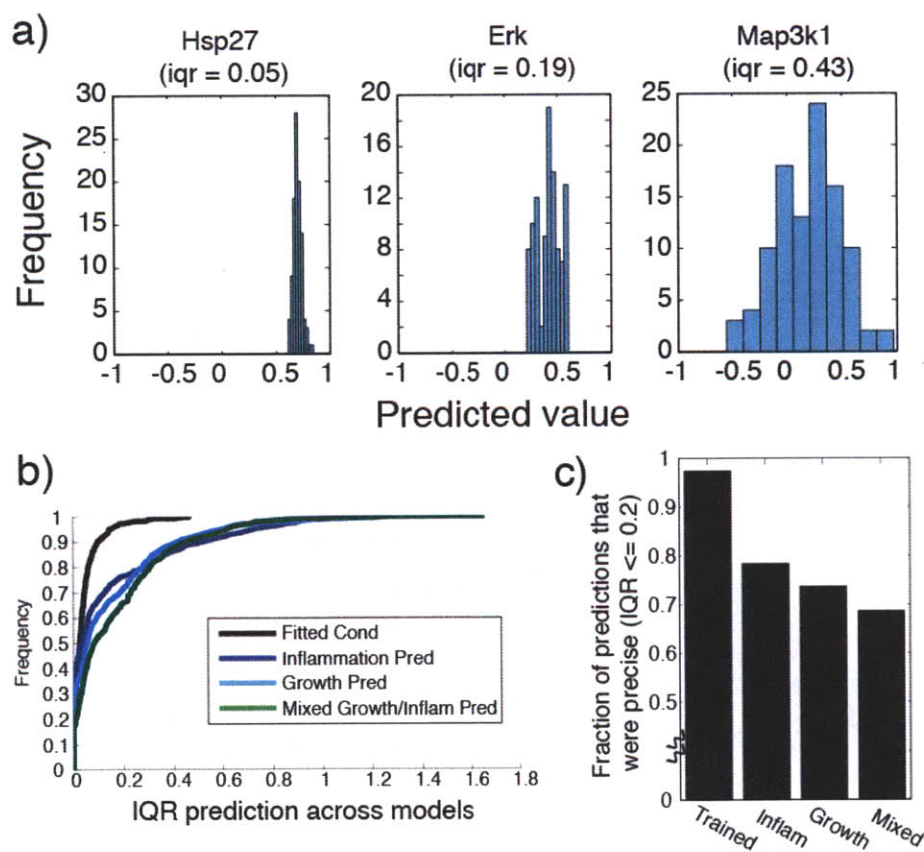 a)
Hsp27
(iqr = 0.05)
Erk
(iqr = 0.19)
Map3k1
(iqr = 0.43)
Frequency
30
25
20
15
10
5
0
-1
-0.5
0
0.5
1
20
16
12
8
4
0
-1
-0.5
0
0.5
1
25
20
15
10
5
0
-1
-0.5
0
0.5
1
Predicted value
b)
Frequency
1
0.9
0.8
0.7
0.6
0.5
0.4
0.3
0.2
0.1
0
0
0.2
0.4
0.6
0.8
1.0
1.2
1.4
1.6
1.8
Fitted Cond
Inflammation Pred
Growth Pred
Mixed Growth/Inflam Pred
IQR prediction across models
c)
Fraction of predictions that
were precise (IQR <= 0.2)
1
0.9
0.8
0.7
0.6
0.5
0
Trained
Inflam
Growth
Mixed